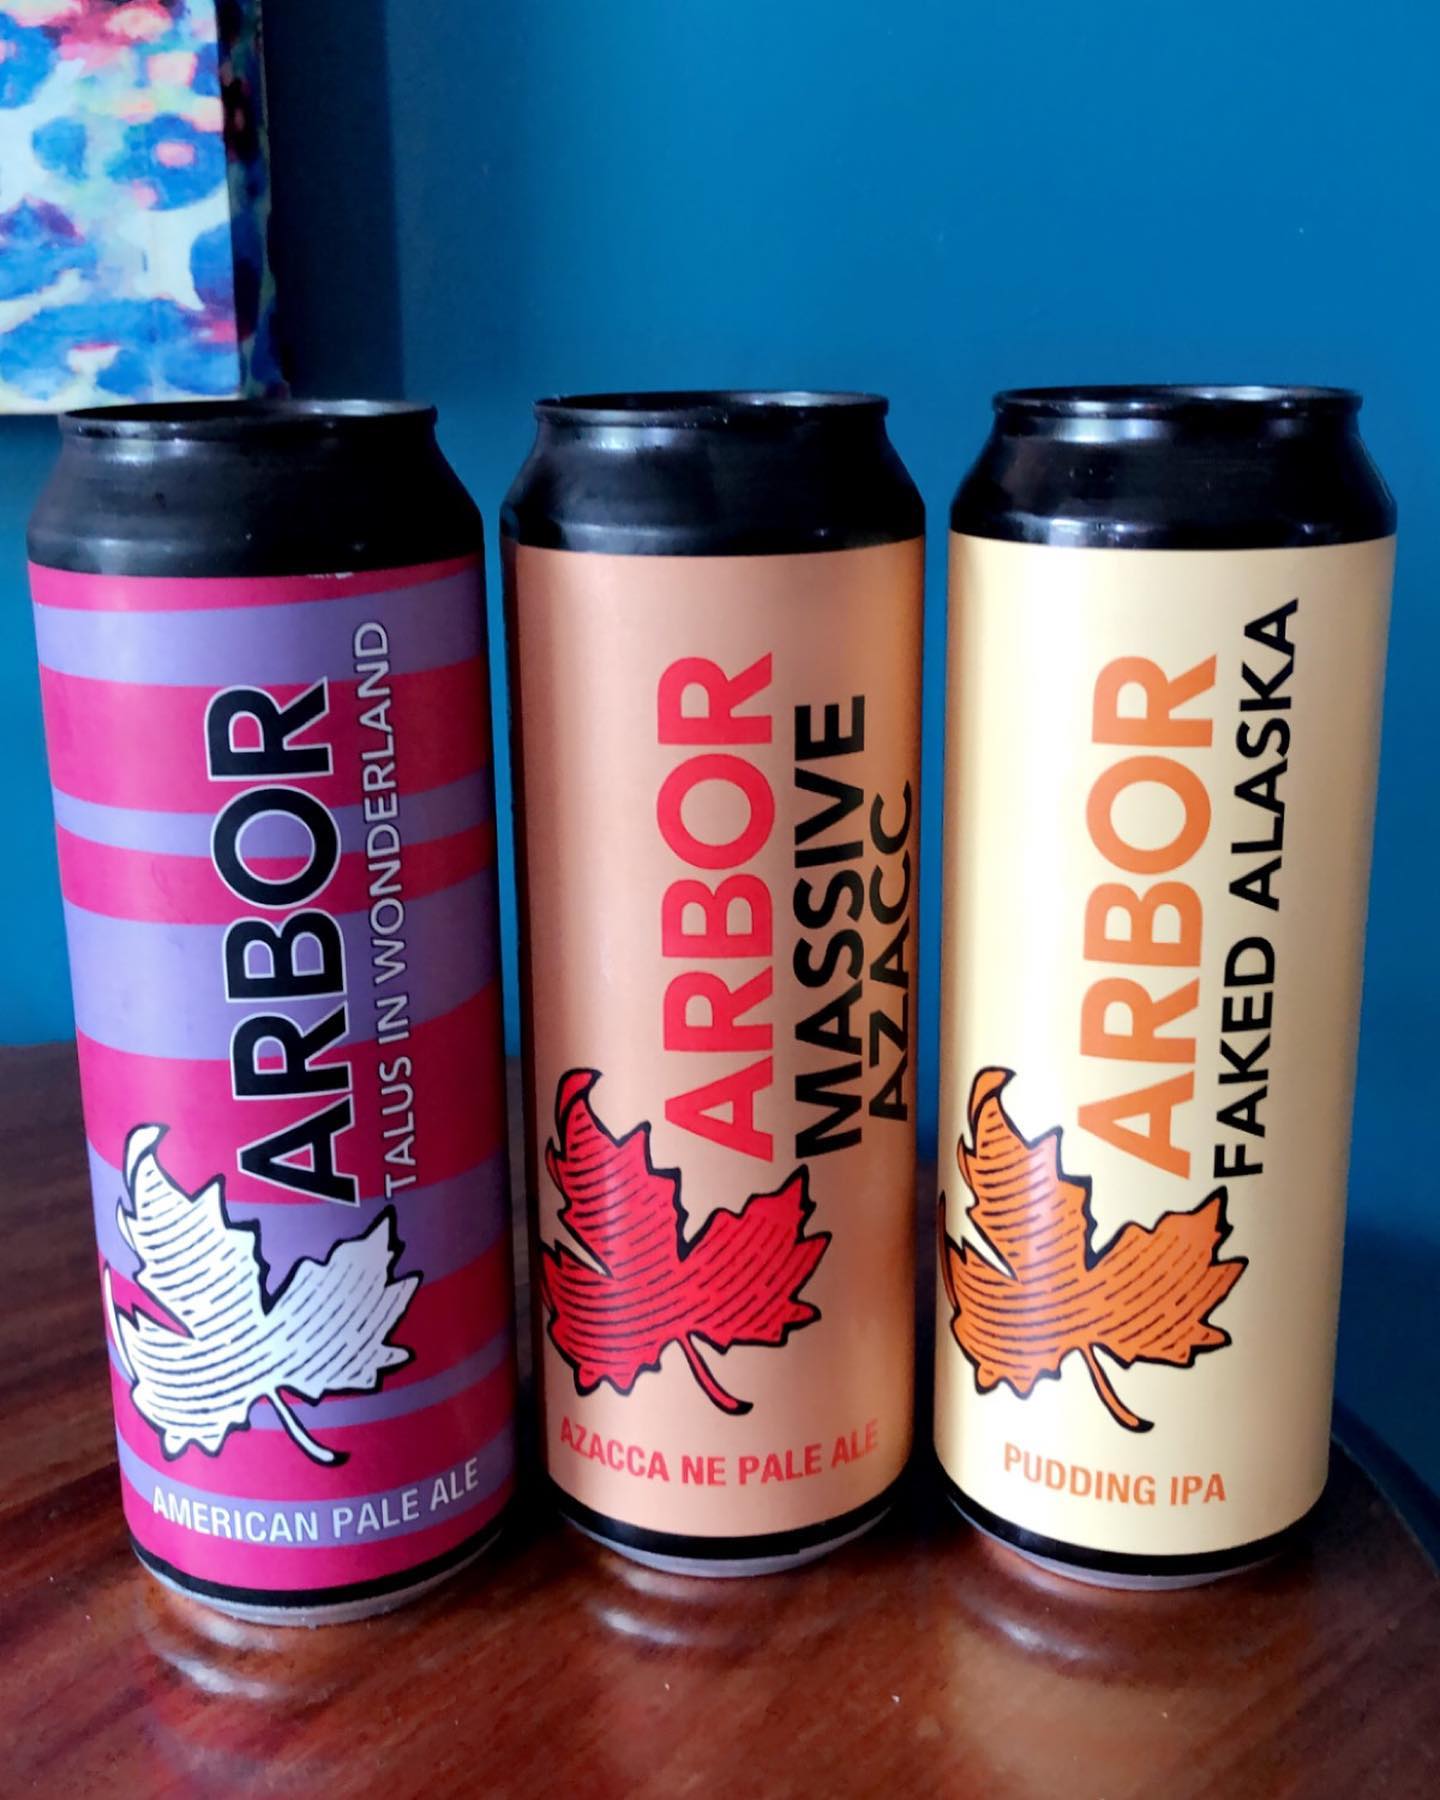 ARBOR
TALUS IN WONDERLAND
AMERICAN PALE ALE
ARBOR
MASSIVE
AZACC
AZACCA NE PALE ALE
ARBOR
FAKED ALASKA
PUDDING IPA